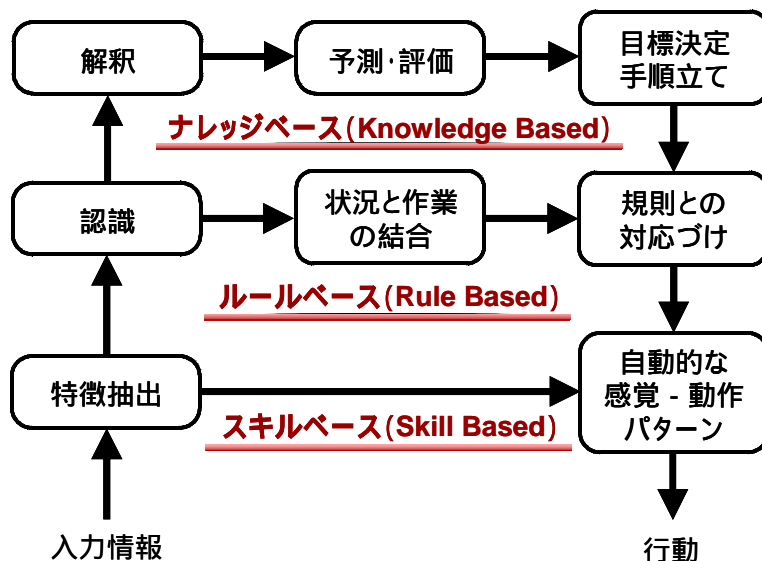 解釈
予測・評価
目標決定
手順立て
ナレッジベース(Knowledge Based)
認識
状況と作業
の結合
規則との
対応づけ
ルールベース(Rule Based)
特徴抽出
自動的な
感覚 - 動作
パターン
スキルベース(Skill Based)
入力情報
行動